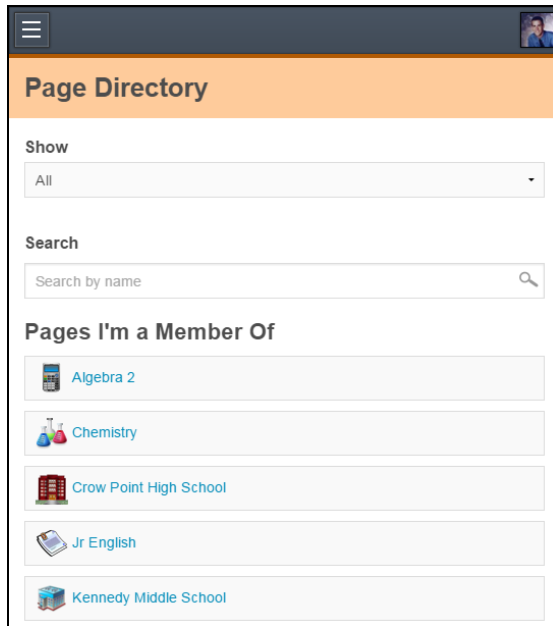 Page Directory
Show
All
Search
Search by name
Pages I'm a Member Of
Algebra 2
Chemistry
Crow Point High School
Jr English
Kennedy Middle School